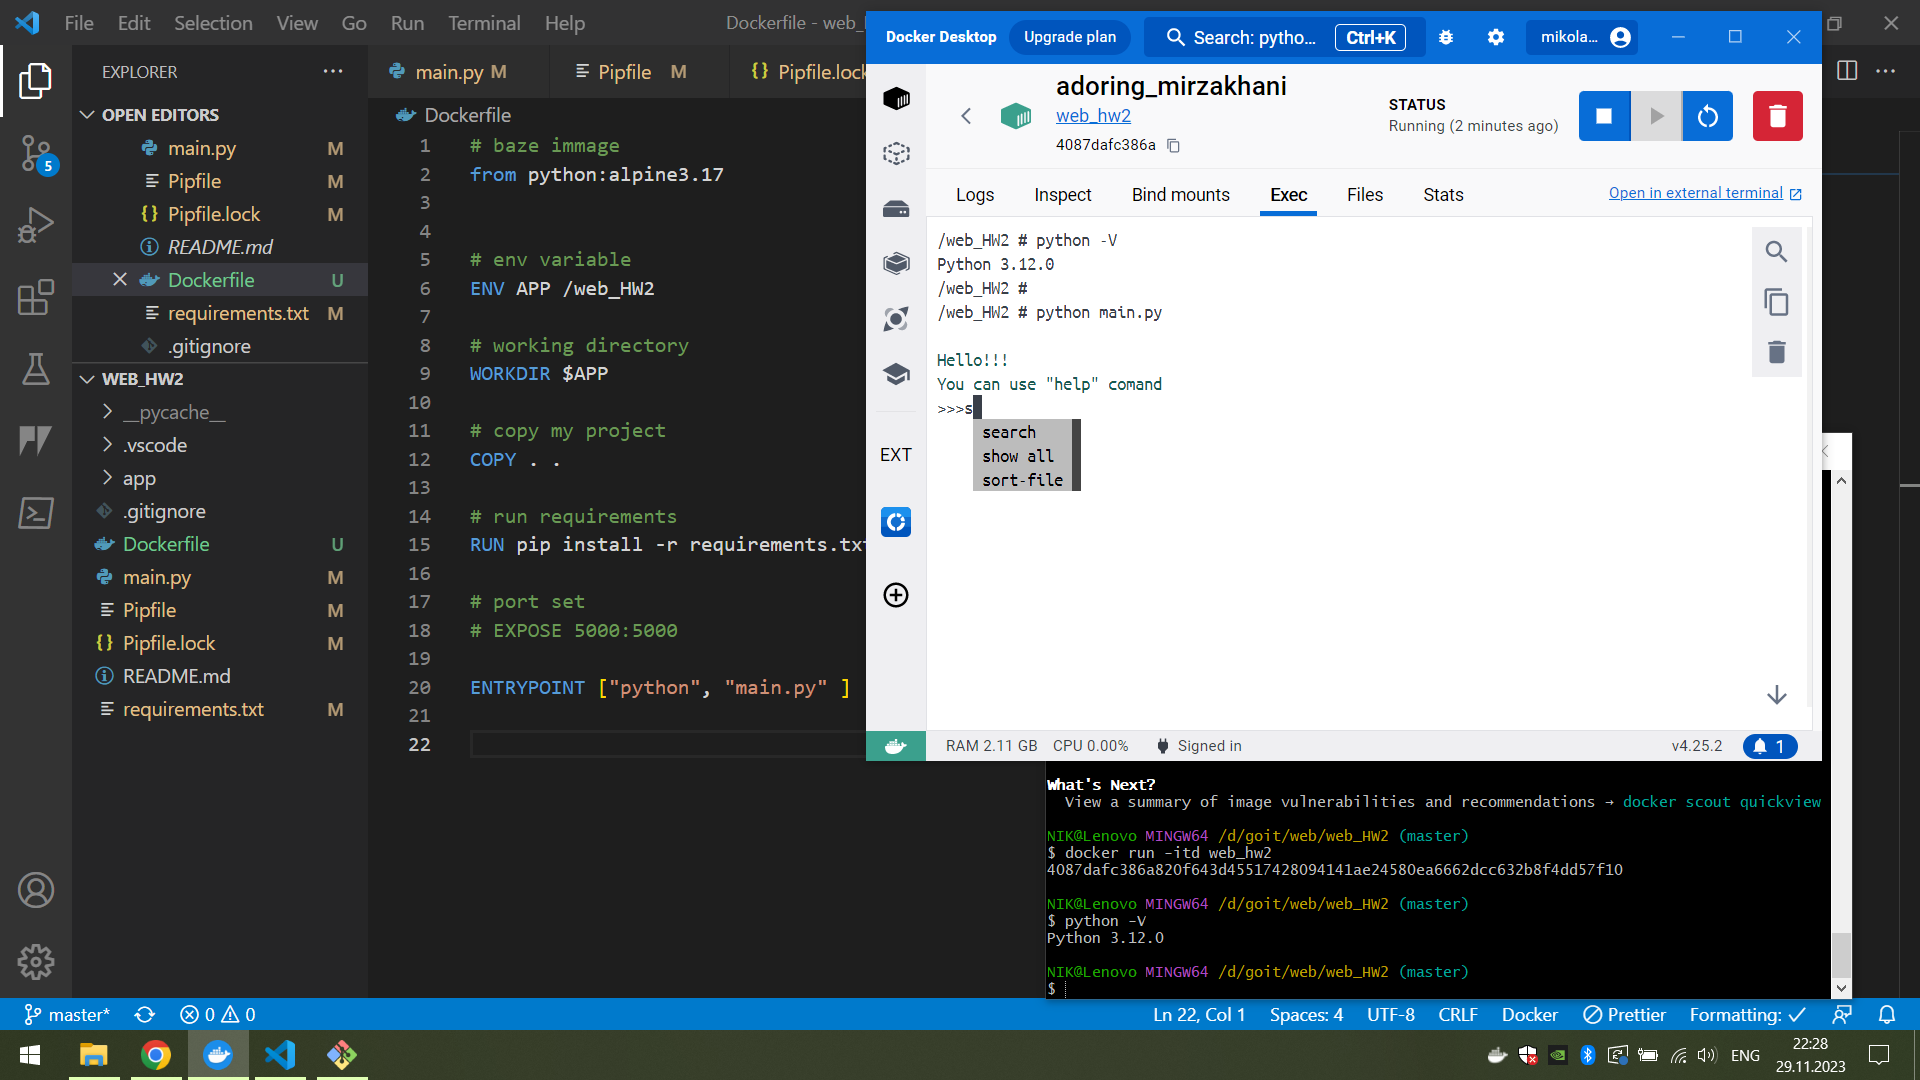 File Edit Selection View Go Run Terminal Help
Dockerfile - web_
EXPLORER
OPEN EDITORS
main.py M
Pipfile M
Pipfile.lock M
README.md
Dockerfile U
requirements.txt M
.gitignore
WEB_HW2
__pycache__
.vscode
app
.gitignore
Dockerfile U
main.py M
Pipfile M
Pipfile.lock M
README.md
requirements.txt M
5
main.py M
Pipfile M
Pipfile.lock
Dockerfile
1 # baze immage
2 from python:alpine3.17
3
4
5 # env variable
6 ENV APP /web_HW2
7
8 # working directory
9 WORKDIR $APP
10
11 # copy my project
12 COPY . .
13
14 # run requirements
15 RUN pip install -r requirements.txt
16
17 # port set
18 # EXPOSE 5000:5000
19
20 ENTRYPOINT ["python", "main.py" ]
21
22
Docker Desktop Upgrade plan Search: pytho... Ctrl+K mikola...
adoring_mirzakhani
web_hw2
4087dafc386a
STATUS
Running (2 minutes ago)
Logs Inspect Bind mounts Exec Files Stats Open in external terminal
/web_HW2 # python -V
Python 3.12.0
/web_HW2 #
/web_HW2 # python main.py
Hello!!!
You can use "help" comand
>>>s
search
show all
sort-file
EXT
RAM 2.11 GB CPU 0.00% Signed in v4.25.2 1
What's Next?
View a summary of image vulnerabilities and recommendations → docker scout quickview
NIK@Lenovo MINGW64 /d/goit/web/web_HW2 (master)
$ docker run -itd web_hw2
4087dafc386a820f643d45517428094141ae24580ea6662dcc632b8f4dd57f10
NIK@Lenovo MINGW64 /d/goit/web/web_HW2 (master)
$ python -V
Python 3.12.0
NIK@Lenovo MINGW64 /d/goit/web/web_HW2 (master)
$
master* 0 0 Ln 22, Col 1 Spaces: 4 UTF-8 CRLF Docker Prettier Formatting: ✓
ENG
22:28
29.11.2023